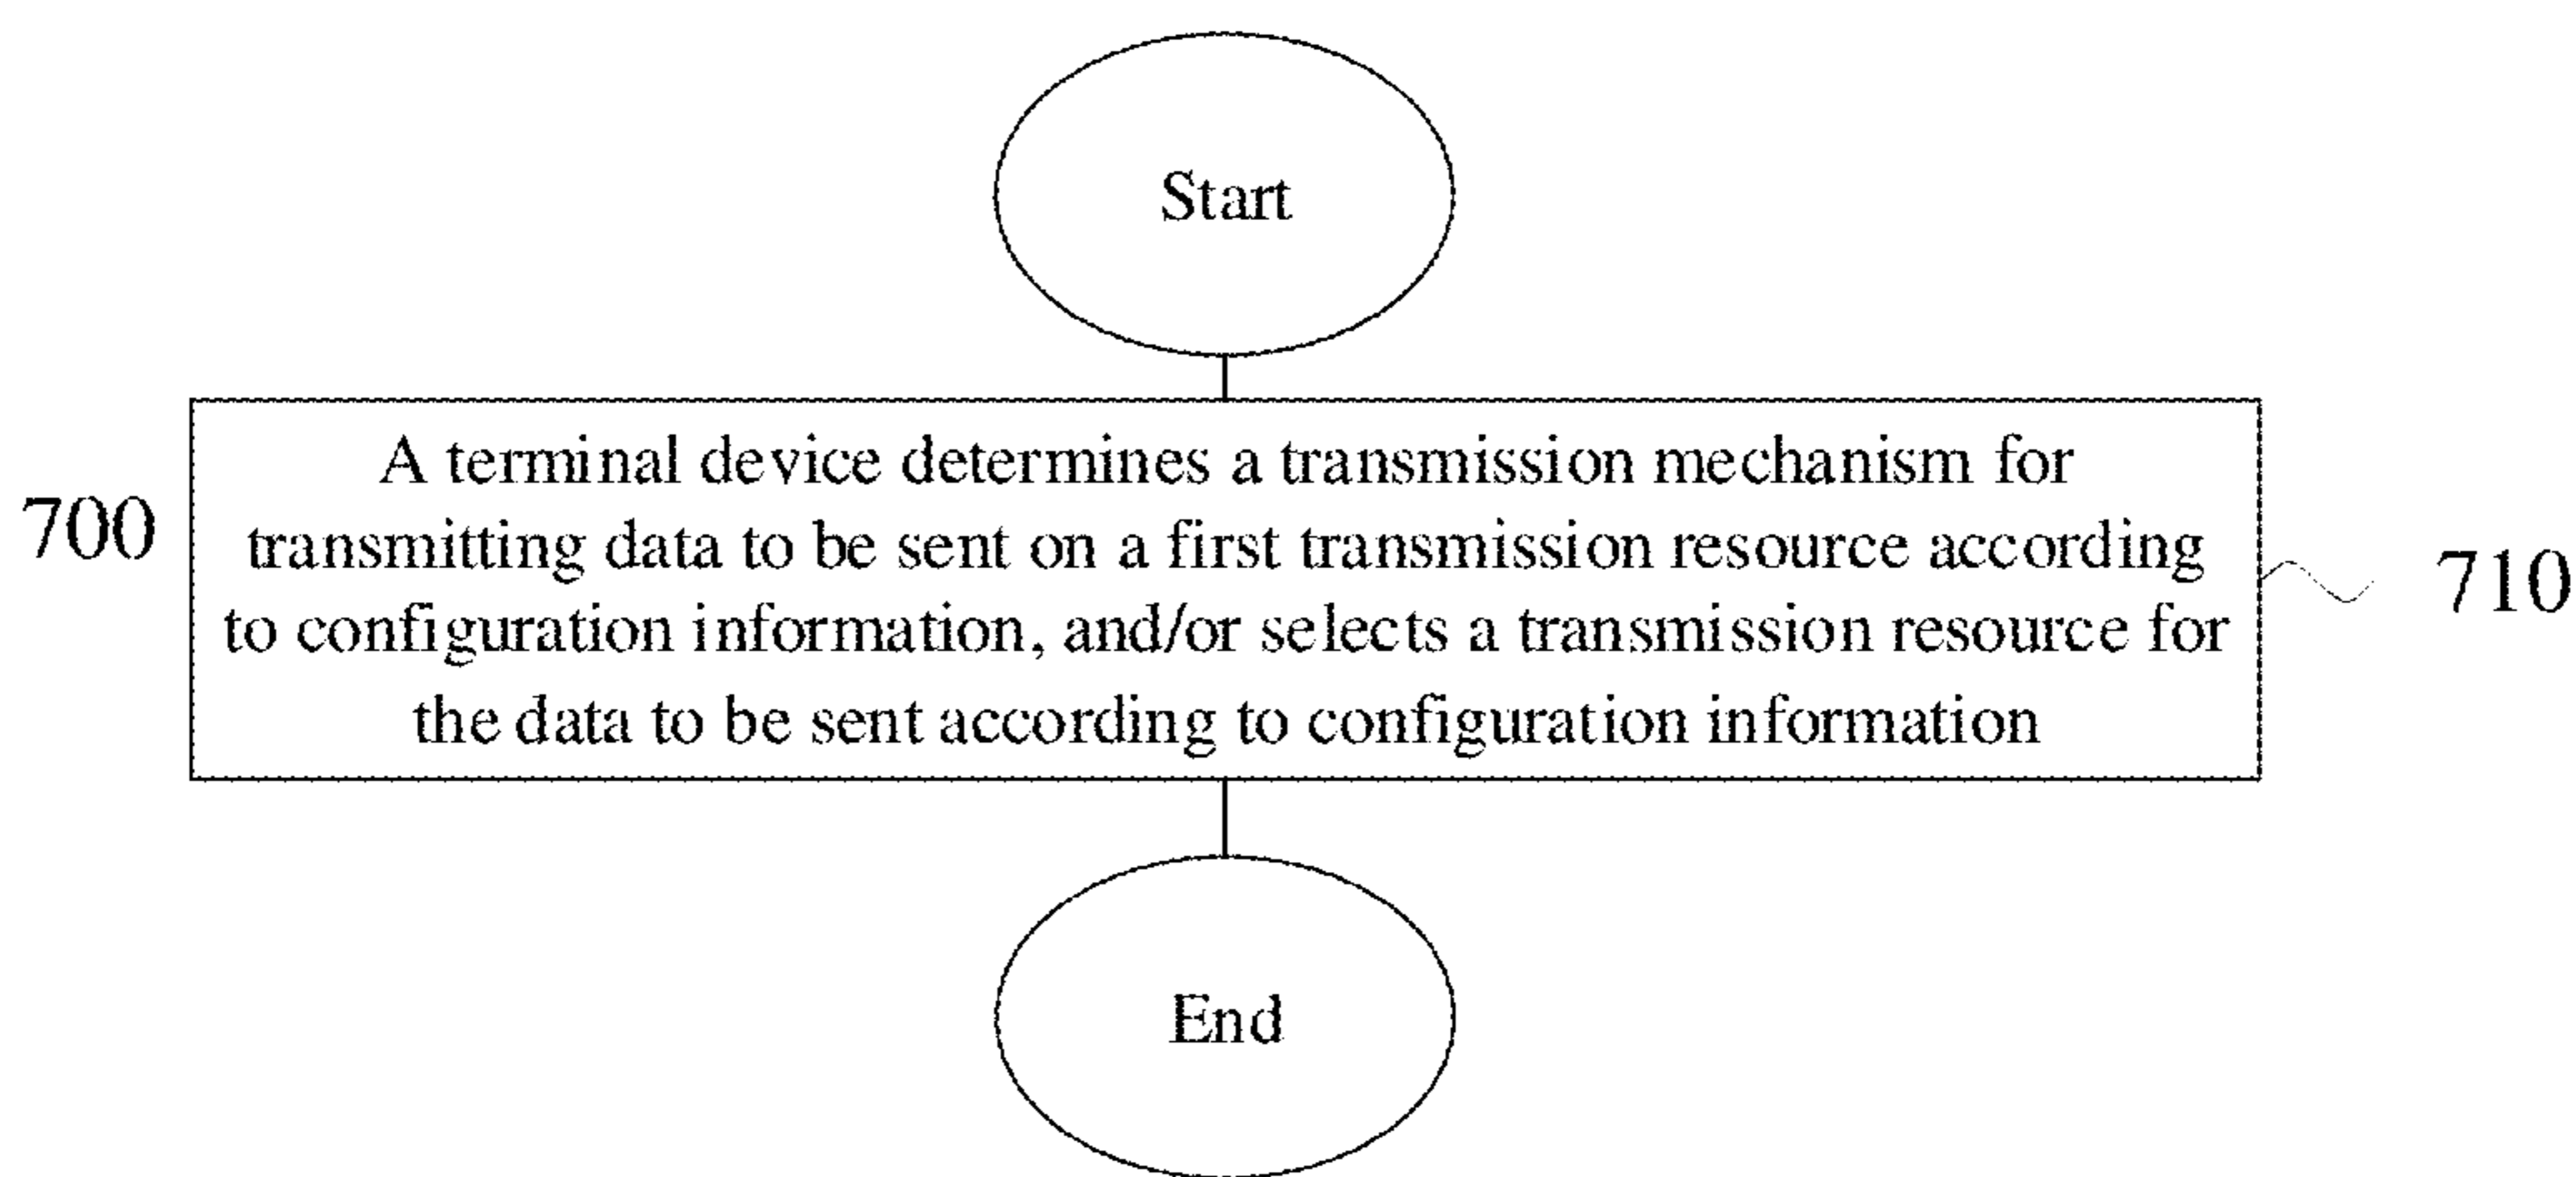 Start
A terminal device determines a transmission mechanism for
700
transmitting data to be sent on a first transmission resource according
710
to configuration information, and/or selects a transmission resource for
the data to be sent according to configuration information
End